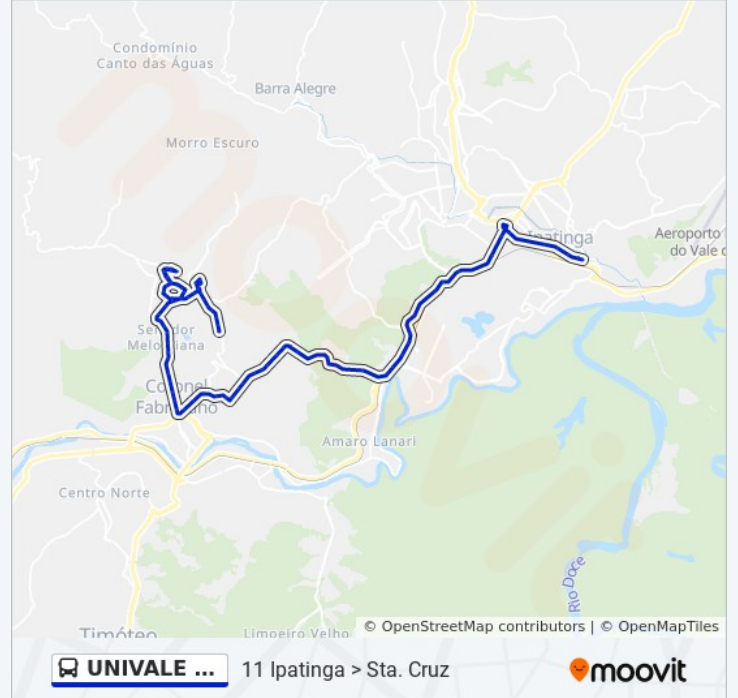 Condomínio
Canto das Águas
Barra Alegre
Morro Escuro
Ipatinga
Aeroporto
do Vale d
Senador
Melo Viana
Coronel
Fabriciano
Amaro Lanari
Centro Norte
Rio Doce
Timóteo
Limoeiro Velho
© OpenStreetMap contributors | © OpenMapTiles
UNIVALE ...
11 Ipatinga > Sta. Cruz
moovit